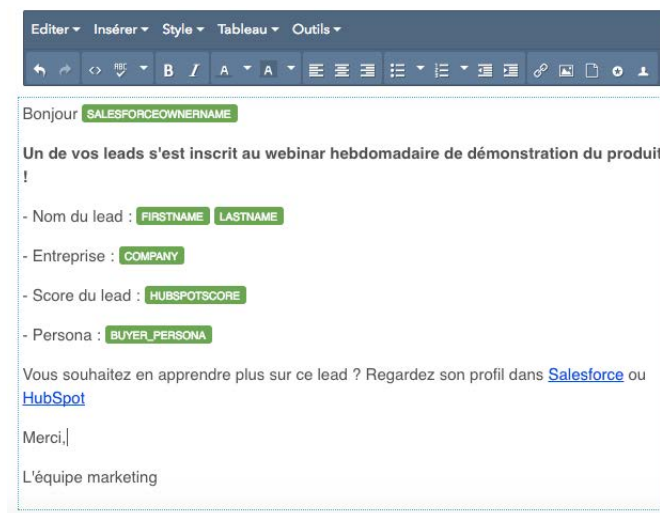 Editer Insérer Style Tableau Outils
ABC B I A A
Bonjour SALESFORCEOWNERNAME
Un de vos leads s'est inscrit au webinar hebdomadaire de démonstration du produit
!
- Nom du lead : FIRSTNAME LASTNAME
- Entreprise : COMPANY
- Score du lead : HUBSPOTSCORE
- Persona : BUYER_PERSONA
Vous souhaitez en apprendre plus sur ce lead ? Regardez son profil dans Salesforce ou
HubSpot
Merci,
L'équipe marketing